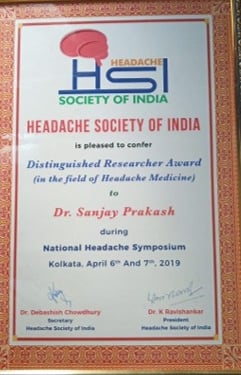 HEADACHE
HSI
SOCIETY OF INDIA
HEADACHE SOCIETY OF INDIA
is pleased to confer
Distinguished Researcher Award
(in the field of Headache Medicine)
to
Dr. Sanjay Prakash
during
National Headache Symposium
Kolkata, April 6th And 7th, 2019
Dr. Debashish Chowdhury
Secretary
Headache Society of India
Dr. K Ravishankar
President
Headache Society of India